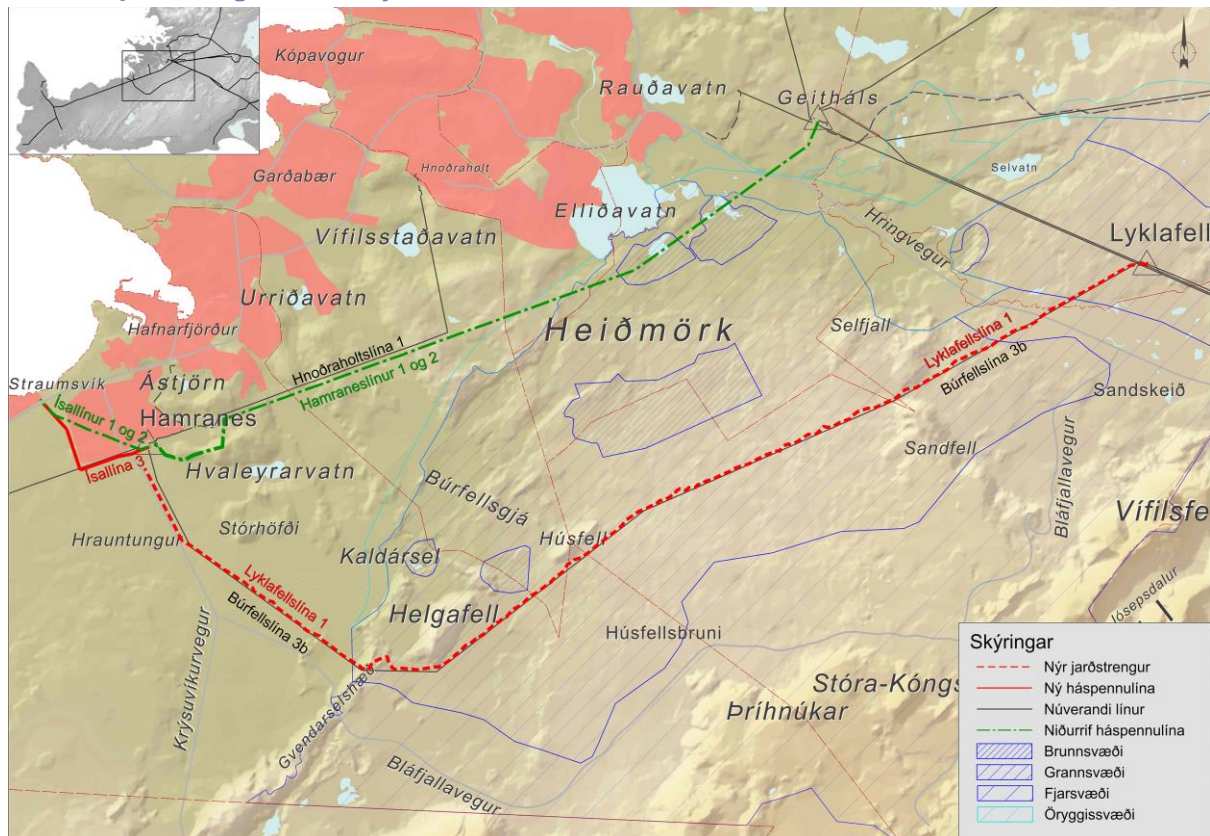 Kópavogur
Rauðavatn
Geitháls
Hnoðraholt
Garðabær
Selvatn
Elliðavatn
Hringvegur
Vífilsstaðavatn
Lyklafell
Urriðavatn
Hafnarfjörður
Heiðmörk
Selfjall
Lyklafellslína 1
Búrfellslína 3b
Hnoðraholtslína 1
Hamraneslínur 1 og 2
Straumsvík
Ástjörn
Sandskeið
Ísallínur 1 og 2
Hamranes
Sandfell
Ísallína 3
Hvaleyrarvatn
Bláfjallavegur
Búrfellsgjá
Vífilsfe
Stórhöfði
Hrauntungur
Húsfell
Kaldársel
Lyklafellslína 1
Búrfellslína 3b
Helgafell
Húsfellsbruni
Jósepsdalur
Krýsuvíkurvegur
Stóra-Kóngs
Þríhnúkar
Gvendarselshæð
Bláfjallavegur
Skýringar
Nýr jarðstrengur
Ný háspennulína
Núverandi línur
Niðurrif háspennulína
Brunnsvæði
Grannsvæði
Fjarsvæði
Öryggissvæði